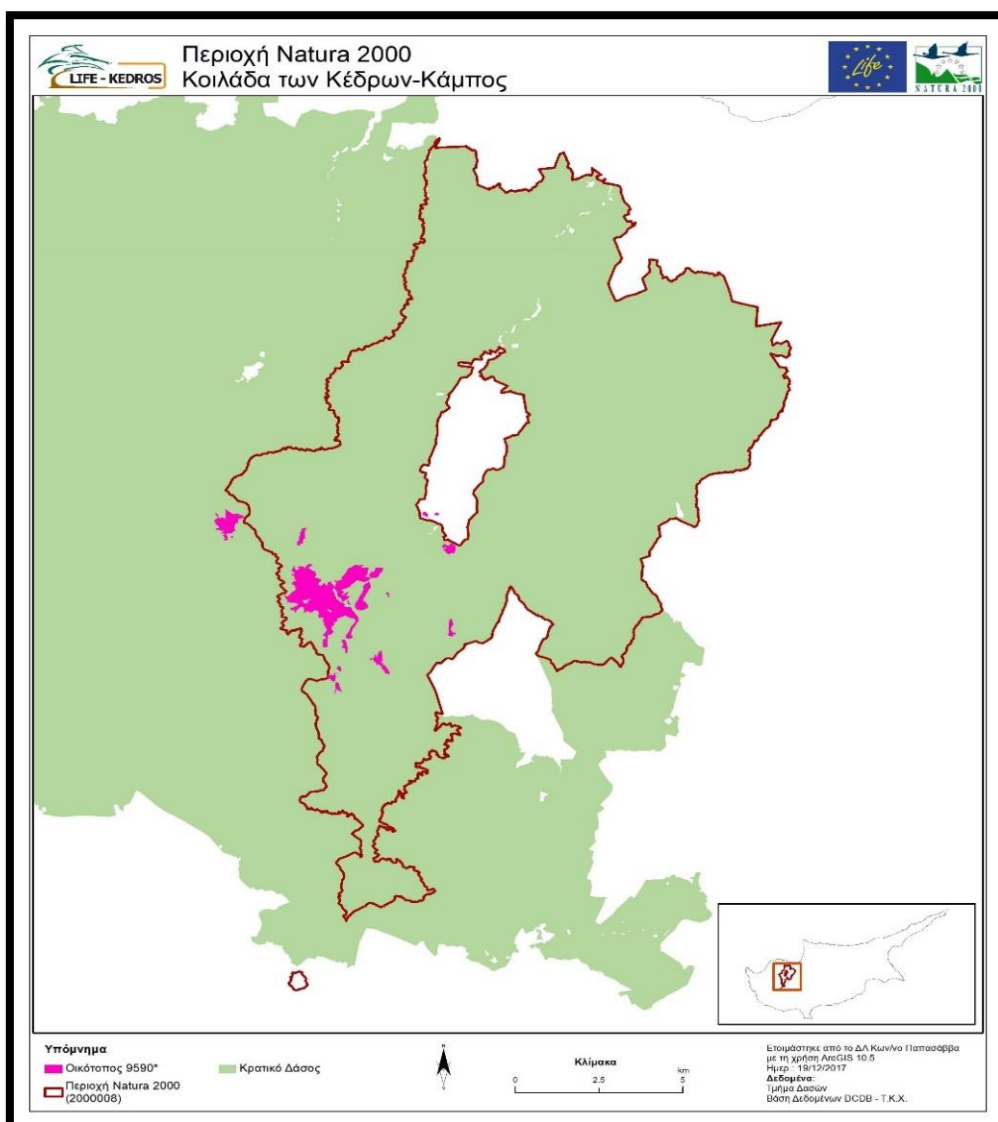 LIFE - KEDROS
Περιοχή Natura 2000
Κοιλάδα των Κέδρων-Κάμπος
Life
NATURA 2000
Υπόμνημα
Οικότοπος 9590*
Κρατικό Δάσος
Περιοχή Natura 2000
(2000008)
Κλίμακα
km
0 2.5 5
Ετοιμάστηκε από το ΔΛ Κων/νο Παπασάββα
με τη χρήση ArcGIS 10.5
Ημερ : 19/12/2017
Δεδομένα:
Τμήμα Δασών
Βάση Δεδομένων DCDB - Τ.Κ.Χ.